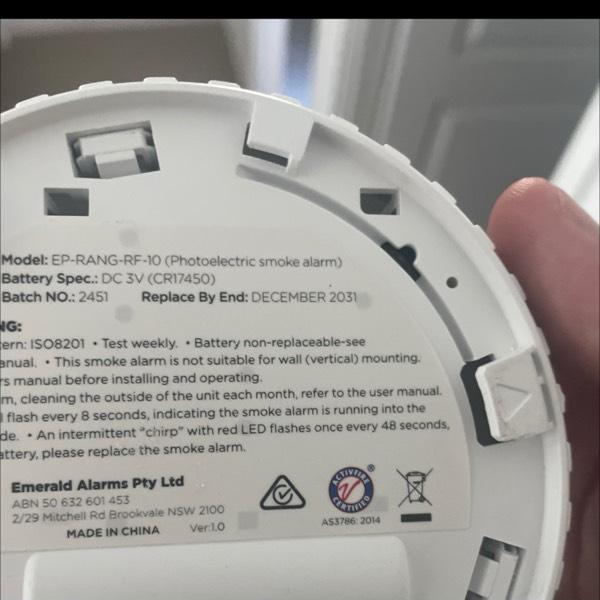 Model: EP-RANG-RF-10 (Photoelectric smoke alarm)
Battery Spec.: DC 3V (CR17450)
Batch NO.: 2451 Replace By End: DECEMBER 2031
NG:
ern: ISO8201 • Test weekly. • Battery non-replaceable-see
anual. • This smoke alarm is not suitable for wall (vertical) mounting.
rs manual before installing and operating.
m, cleaning the outside of the unit each month, refer to the user manual.
l flash every 8 seconds, indicating the smoke alarm is running into the
de. • An intermittent "chirp" with red LED flashes once every 48 seconds,
attery, please replace the smoke alarm.
Emerald Alarms Pty Ltd
ABN 50 632 601 453
2/29 Mitchell Rd Brookvale NSW 2100
MADE IN CHINA Ver:1.0
ACTIVFIRE
®
CERTIFIED
AS3786: 2014